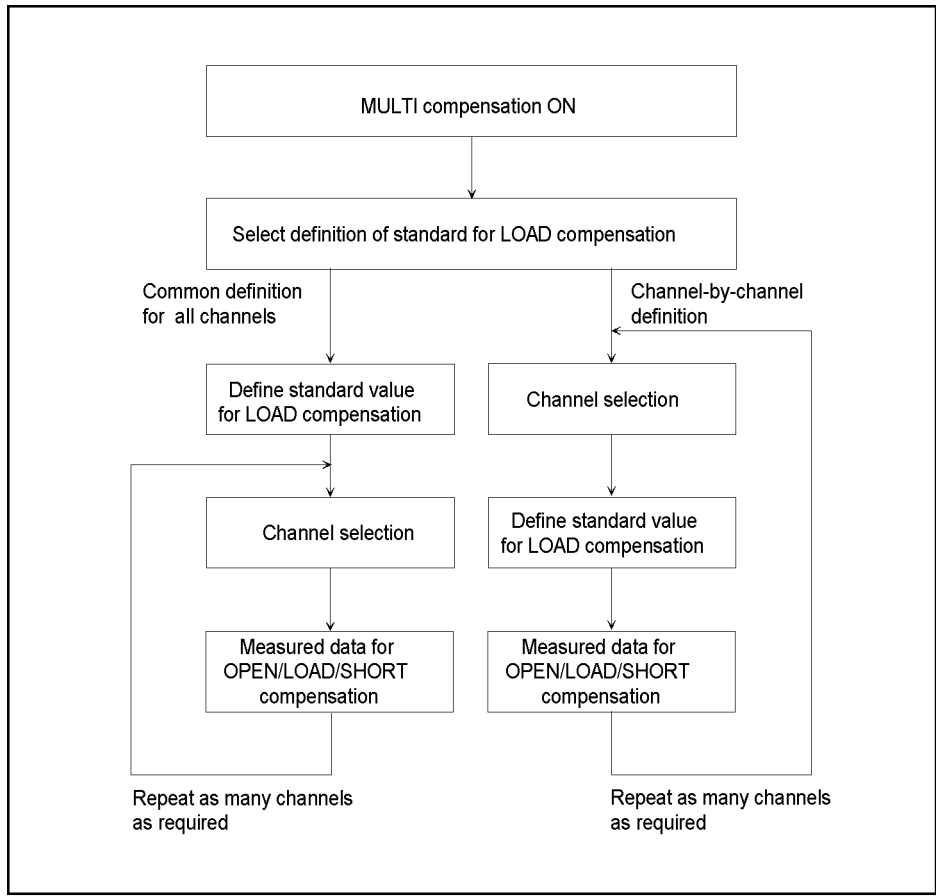 MULTI compensation ON
Select definition of standard for LOAD compensation
Common definition
for all channels
Channel-by-channel
definition
Define standard value
for LOAD compensation
Channel selection
Channel selection
Define standard value
for LOAD compensation
Measured data for
OPEN/LOAD/SHORT
compensation
Measured data for
OPEN/LOAD/SHORT
compensation
Repeat as many channels
as required
Repeat as many channels
as required